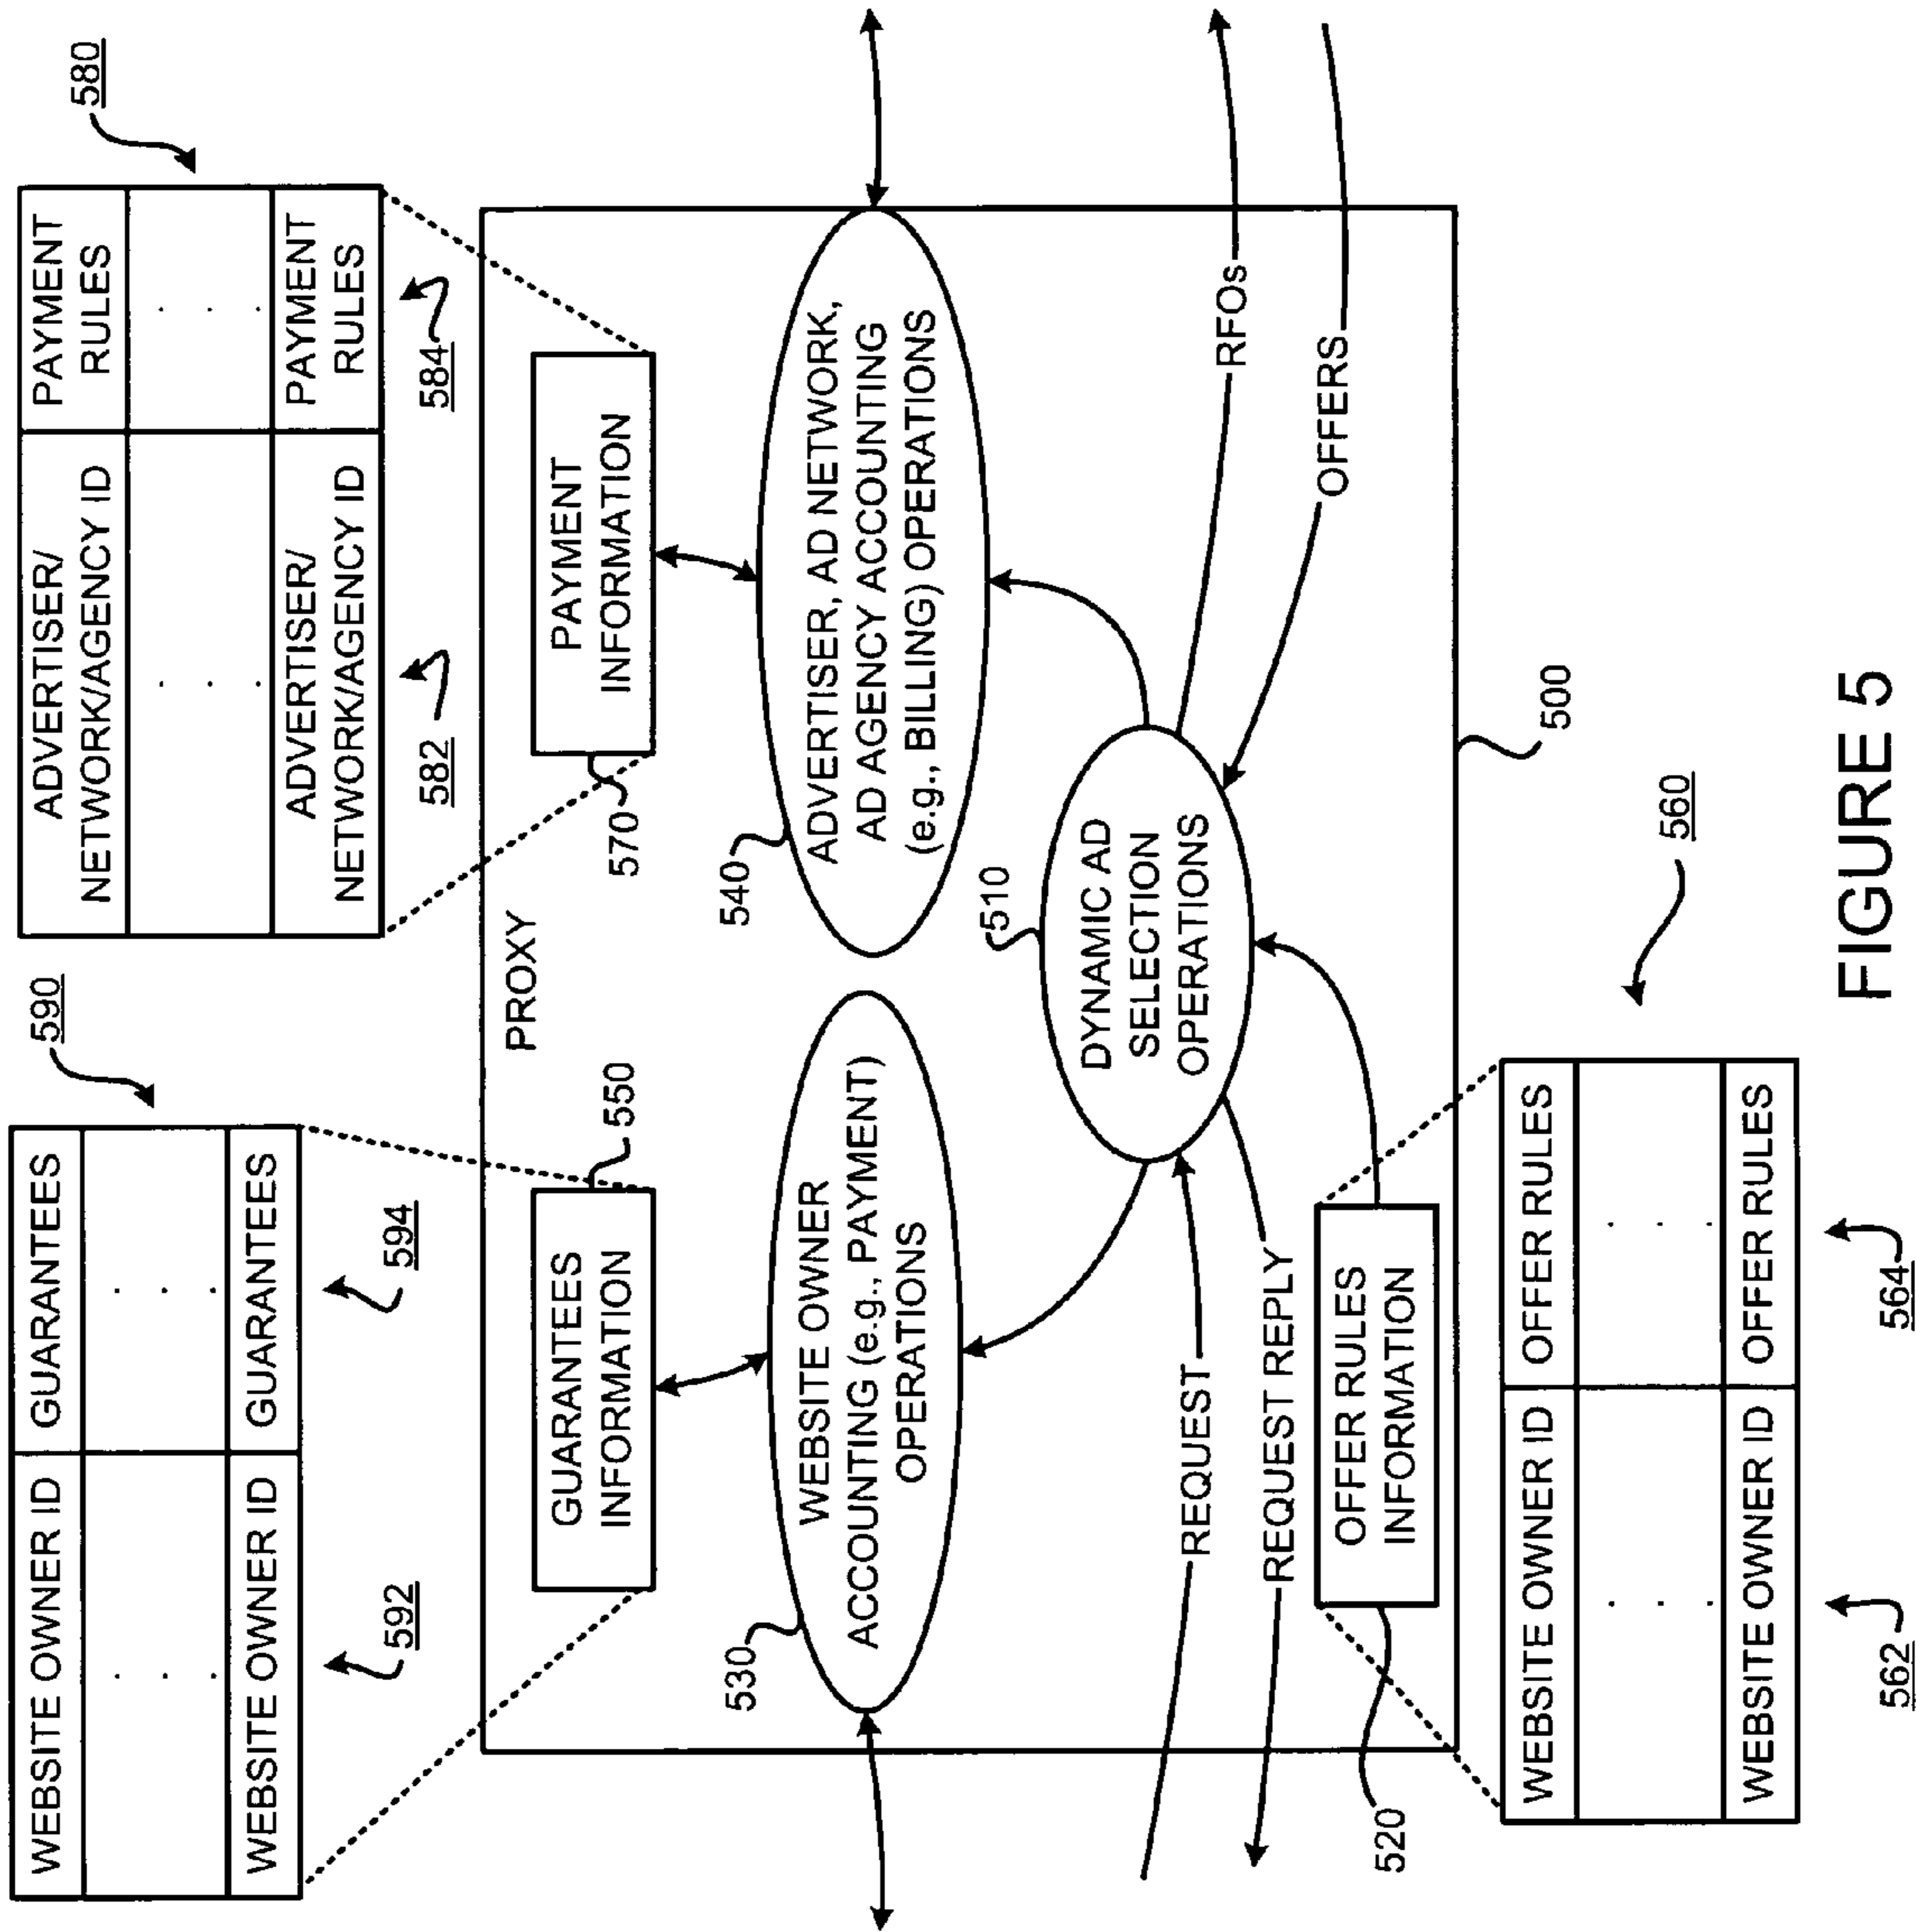 590
580
WEBSITE OWNER ID
GUARANTEES
WEBSITE OWNER ID
GUARANTEES
592
594
ADVERTISER/
NETWORK/AGENCY ID
PAYMENT
RULES
ADVERTISER/
NETWORK/AGENCY ID
PAYMENT
RULES
582
584
PROXY
GUARANTEES
INFORMATION
550
PAYMENT
INFORMATION
570
530
WEBSITE OWNER
ACCOUNTING (e.g., PAYMENT)
OPERATIONS
540
ADVERTISER, AD NETWORK,
AD AGENCY ACCOUNTING
(e.g., BILLING) OPERATIONS
510
DYNAMIC AD
SELECTION
OPERATIONS
REQUEST
REQUEST REPLY
RFOs
OFFERS
OFFER RULES
INFORMATION
520
500
WEBSITE OWNER ID
OFFER RULES
WEBSITE OWNER ID
OFFER RULES
560
562
564
FIGURE 5